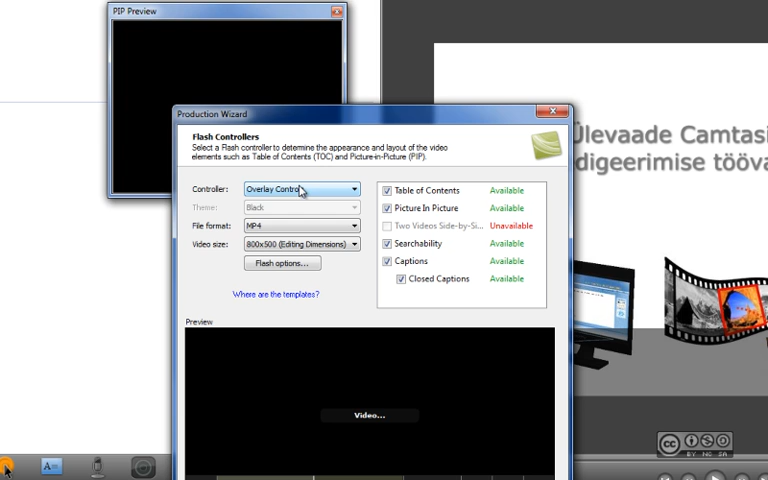 PIP Preview
Production Wizard
Flash Controllers
Select a Flash controller to determine the appearance and layout of the video
elements such as Table of Contents (TOC) and Picture-in-Picture (PIP).
Controller: Overlay Contro
Theme: Black
File format: MP4
Video size: 800x500 (Editing Dimensions)
Flash options...
Where are the templates?
Table of Contents Available
Picture In Picture Available
Two Videos Side-by-Si... Unavailable
Searchability Available
Captions Available
Closed Captions Available
Preview
Video...
Ülevaade Camtasi
digeerimise tööva
cc
BY NC SA